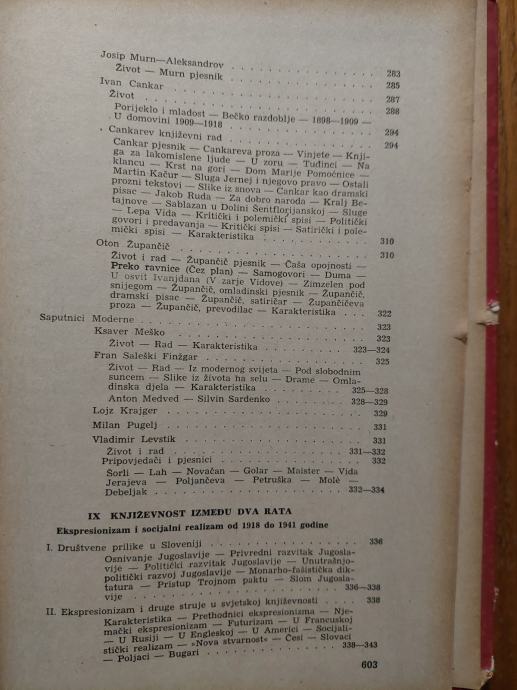 Josip Murn—Aleksandrov . . . . . . . . . . . . 283
Život — Murn pjesnik . . . . . . . . . . . . 285
Ivan Cankar . . . . . . . . . . . . 287
Život . . . . . . . . . . . . 288
Porijeklo i mladost — Bečko razdoblje — 1898—1909 —
U domovini 1909—1918 . . . . . . . . . . . . 294
Cankarev književni rad . . . . . . . . . . . . 294
Cankar pjesnik — Cankareva proza — Vinjete — Knji-
ga za lakomislene ljude — U zoru — Tuđinci — Na
klancu — Krst na gori — Dom Marije Pomoćnice —
Martin Kačur — Sluga Jernej i njegovo pravo — Ostali
prozni tekstovi — Slike iz snova — Cankar kao dramski
pisac — Jakob Ruda — Za dobro naroda — Kralj Be-
tajnove — Sablazan u Dolini Šentflorijanskoj — Sluge
— Lepa Vida — Kritički i polemički spisi — Politički
govori i predavanja — Kritički spisi — Satirički i pole-
mički spisi — Karakteristika . . . . . . . . . . . . 310
Oton Župančič . . . . . . . . . . . . 310
Život i rad — Župančič pjesnik — Čaša opojnosti —
Preko ravnice (Čez plan) — Samogovori — Duma —
U osvit Ivanjdana (V zarje Vidove) — Zimzelen pod
snijegom — Župančič, omladinski pjesnik — Župančič,
dramski pisac — Župančič, satiričar — Župančičeva
proza — Župančič, prevodilac — Karakteristika . . . 322
Saputnici Moderne . . . . . . . . . . . . 323
Ksaver Meško . . . . . . . . . . . . 323
Život — Rad — Karakteristika . . . . . . . . . . . . 323—324
Fran Saleški Finžgar . . . . . . . . . . . . 325
Život — Rad — Iz modernog svijeta — Pod slobodnim
suncem — Slike iz života na selu — Drame — Omla-
dinska djela — Karakteristika . . . . . . . . . . . . 325—328
Anton Medved — Silvin Sardenko . . . . . . . . . . . . 328—329
Lojz Krajger . . . . . . . . . . . . 329
Milan Pugelj . . . . . . . . . . . . 331
Vladimir Levstik . . . . . . . . . . . . 331
Život i rad . . . . . . . . . . . . 331—332
Pripovjedači i pjesnici . . . . . . . . . . . . 332
Šorli — Lah — Novačan — Golar — Maister — Vida
Jerajeva — Poljančeva — Petruška — Molè —
Debeljak . . . . . . . . . . . . 332—334
IX KNJIŽEVNOST IZMEĐU DVA RATA
Ekspresionizam i socijalni realizam od 1918 do 1941 godine
I. Društvene prilike u Sloveniji . . . . . . . . . . . . 336
Osnivanje Jugoslavije — Privredni razvitak Jugosla-
vije — Politički razvitak Jugoslavije — Unutrašnjo-
politički razvoj Jugoslavije — Monarho-fašistička dik-
tatura — Pristup Trojnom paktu — Slom Jugosla-
vije . . . . . . . . . . . . 336—338
II. Ekspresionizam i druge struje u svjetskoj književnosti . . . . 338
Karakteristika — Prethodnici ekspresionizma — Nje-
mački ekspresionizam — Futurizam — U Francuskoj
— U Rusiji — U Engleskoj — U Americi — Socijali-
stički realizam — »Nova stvarnost« — Česi — Slovaci
— Poljaci — Bugari . . . . . . . . . . . . 338—343
603